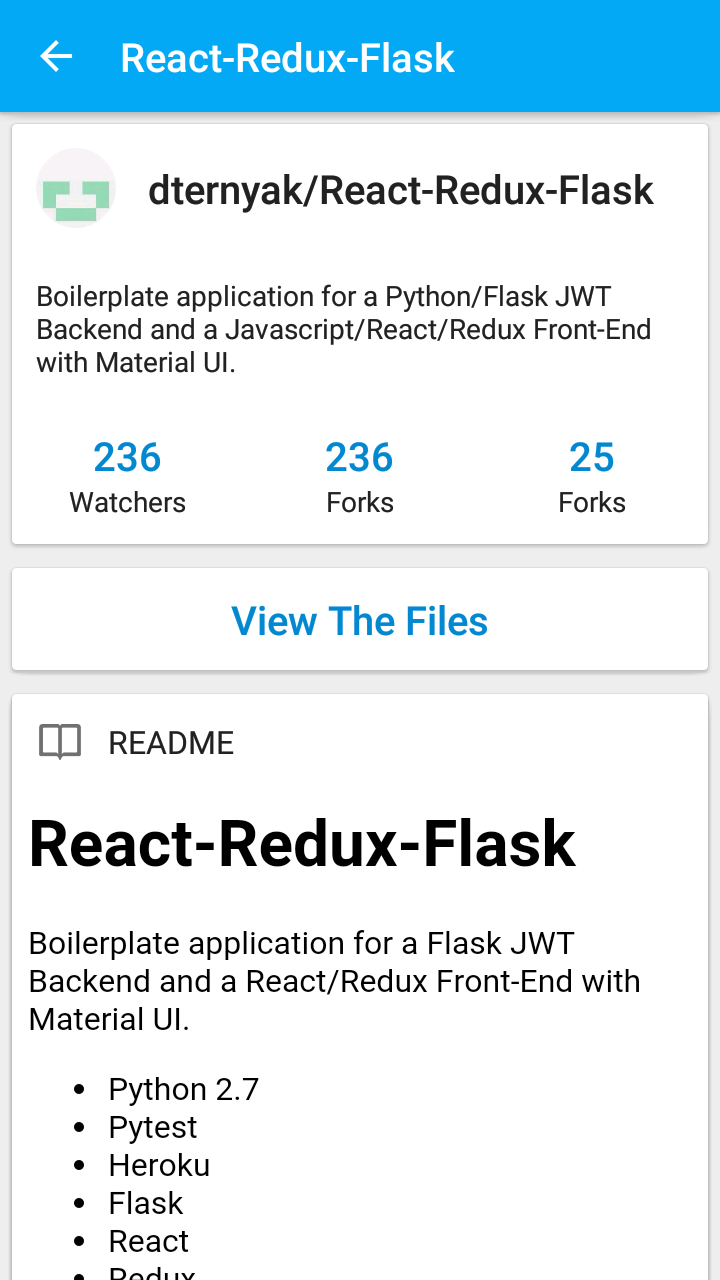 React-Redux-Flask
dternyak/React-Redux-Flask
Boilerplate application for a Python/Flask JWT
Backend and a Javascript/React/Redux Front-End
with Material UI.
236 236 25
Watchers Forks Forks
View The Files
README
React-Redux-Flask
Boilerplate application for a Flask JWT
Backend and a React/Redux Front-End with
Material UI.
• Python 2.7
• Pytest
• Heroku
• Flask
• React
• Redux